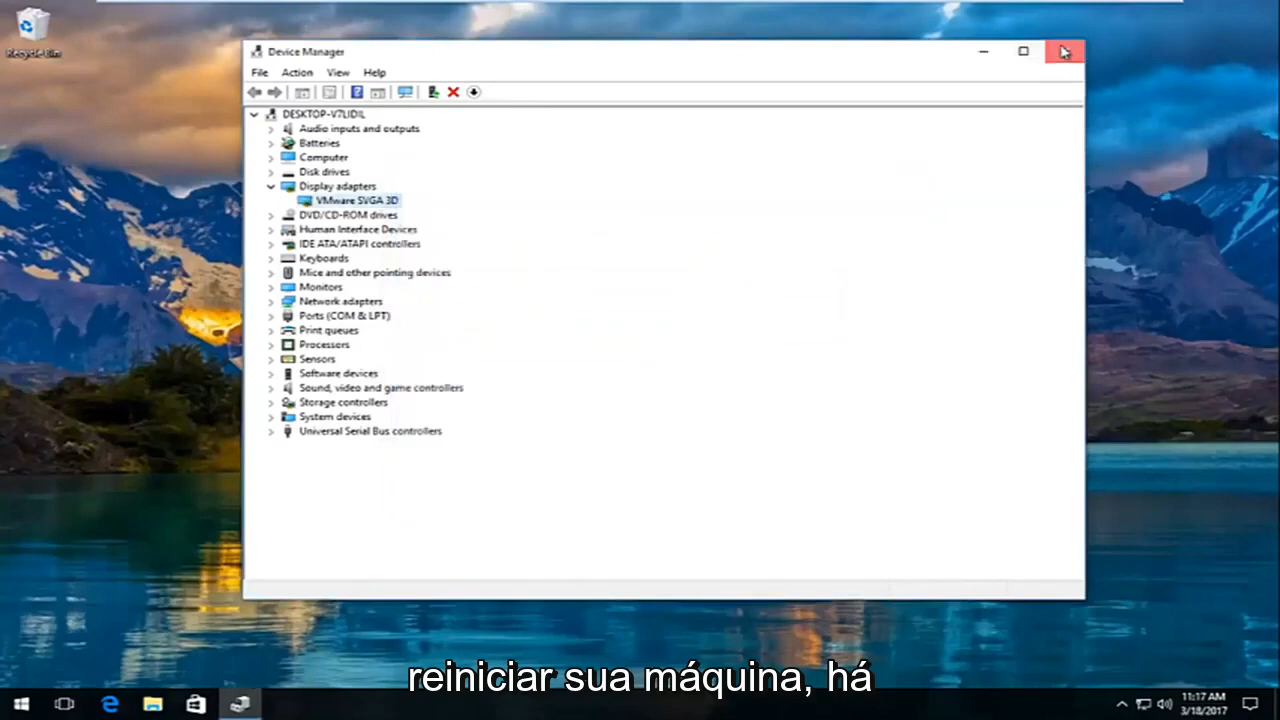 Recycle Bin
Device Manager
File Action View Help
DESKTOP-V7LIDIL
Audio inputs and outputs
Batteries
Computer
Disk drives
Display adapters
VMware SVGA 3D
DVD/CD-ROM drives
Human Interface Devices
IDE ATA/ATAPI controllers
Keyboards
Mice and other pointing devices
Monitors
Network adapters
Ports (COM & LPT)
Print queues
Processors
Sensors
Software devices
Sound, video and game controllers
Storage controllers
System devices
Universal Serial Bus controllers
reiniciar sua máquina, há
11:17 AM
3/18/2017